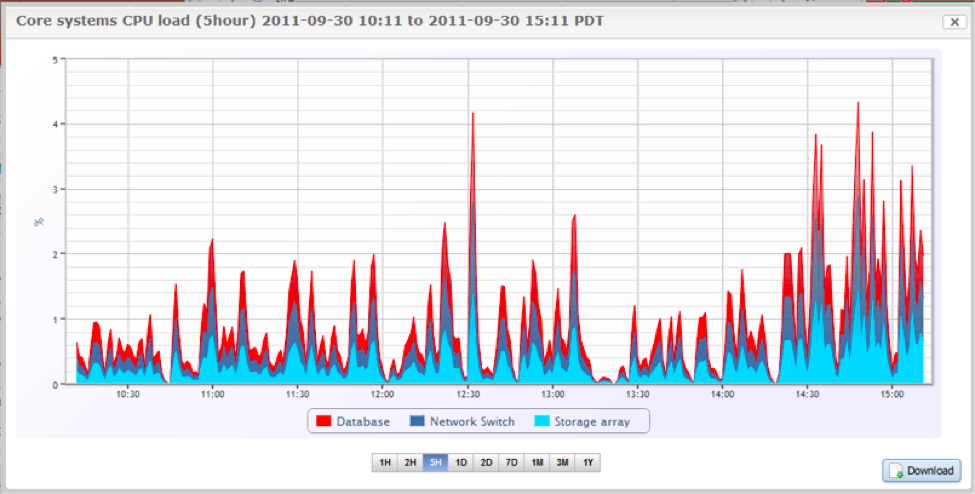 Core systems CPU load (5hour) 2011-09-30 10:11 to 2011-09-30 15:11 PDT
5
4
3
2
1
0
%
10:30 11:00 11:30 12:00 12:30 13:00 13:30 14:00 14:30 15:00
Database Network Switch Storage array
1H 2H 5H 1D 2D 7D 1M 3M 1Y
Download